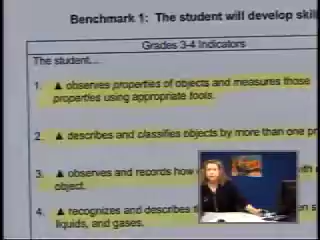 Benchmark 1: The student will develop skil
Grades 3-4 Indicators
The student...
1. ▲ observes properties of objects and measures those
properties using appropriate tools.
2. ▲ describes and classifies objects by more than one pr
3. ▲ observes and records how
object.
4. ▲ recognizes and describes
liquids, and gases.